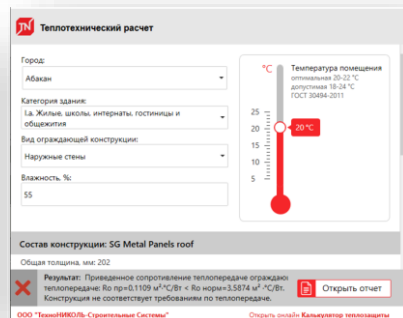 TN Теплотехнический расчет
Город:
Абакан
Категория здания:
I.а. Жилые, школы, интернаты, гостиницы и
общежития
Вид ограждающей конструкции:
Наружные стены
Влажность, %:
55
°C
Температура помещения
оптимальная 20-22 °C
допустимая 18-24 °C
ГОСТ 30494-2011
25
20
15
10
5
20 °C
Состав конструкции: SG Metal Panels roof
Общая толщина, мм: 202
Результат: Приведенное сопротивление теплопередаче ограждаюс
теплопередаче: Ro пр=0.1109 м²·°C/Вт < Ro норм=3.5874 м²·°C/Вт.
Конструкция не соответствует требованиям по теплопередаче.
Открыть отчет
ООО "ТехноНИКОЛЬ-Строительные Системы"
Открыть онлайн Калькулятор теплозащиты